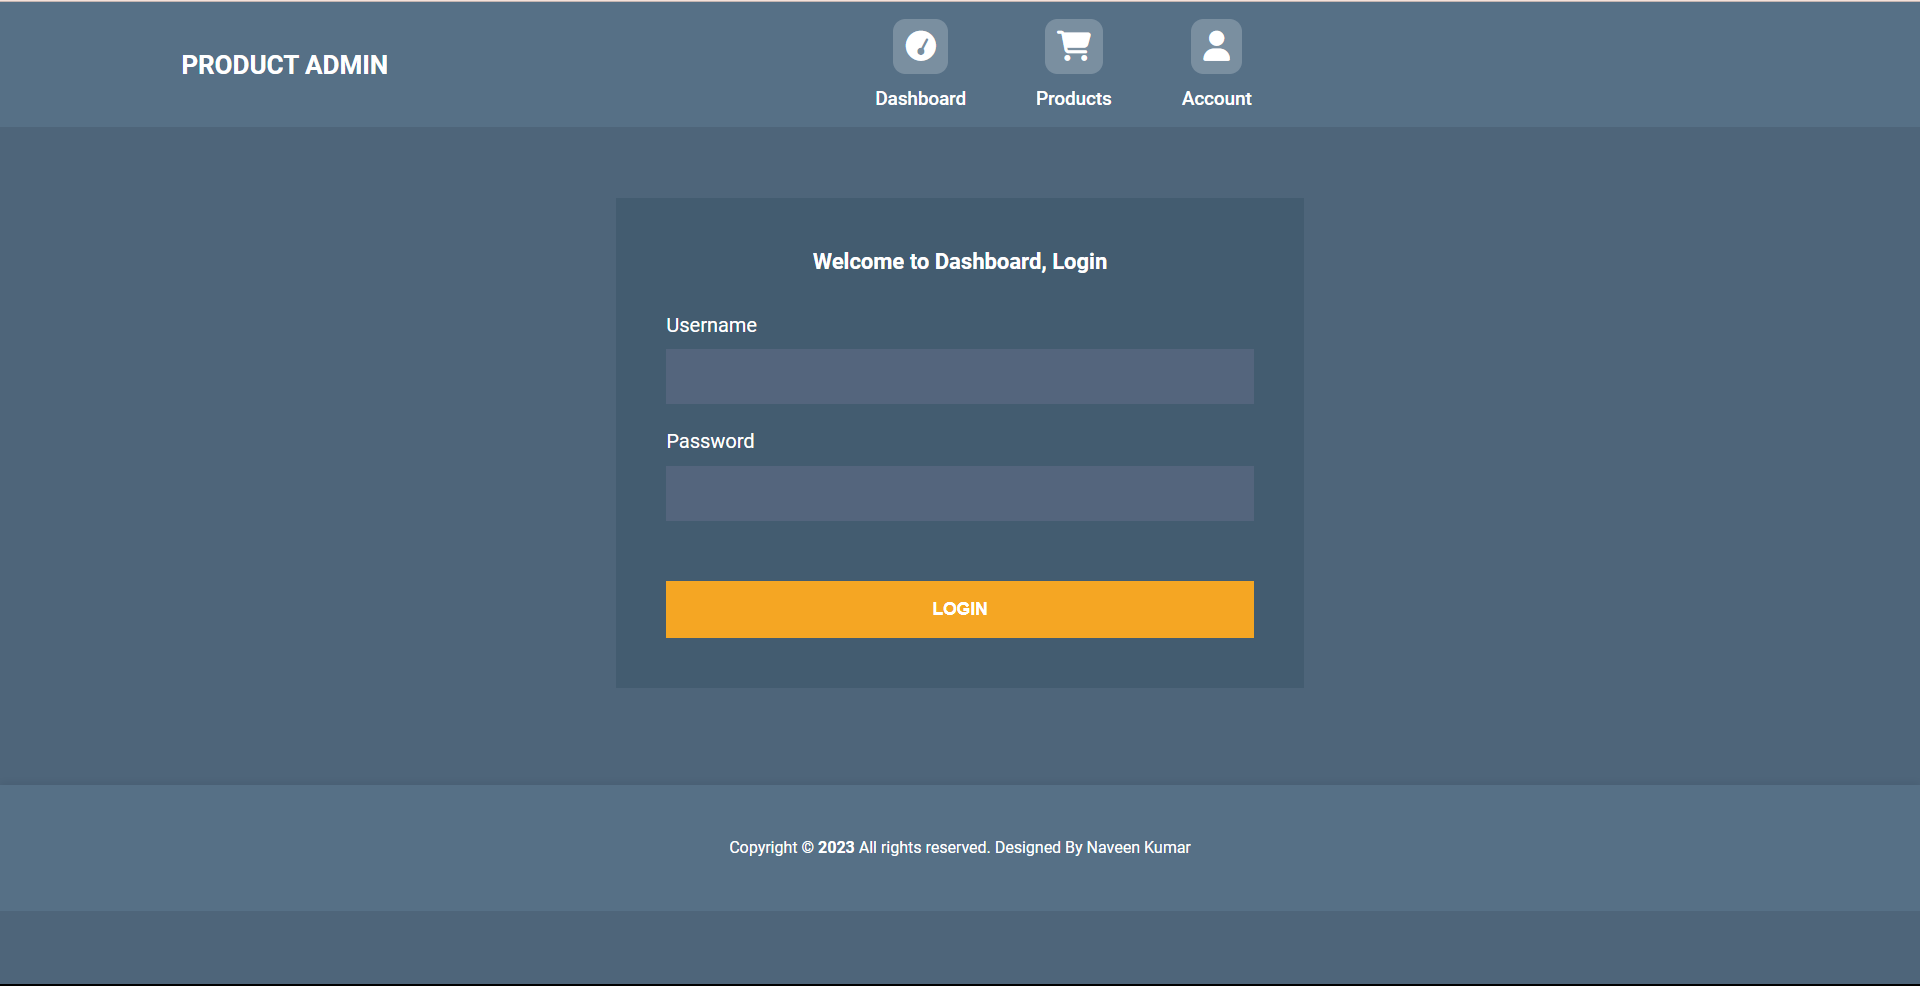 PRODUCT ADMIN
Dashboard
Products
Account
Welcome to Dashboard, Login
Username
Password
LOGIN
Copyright © 2023 All rights reserved. Designed By Naveen Kumar